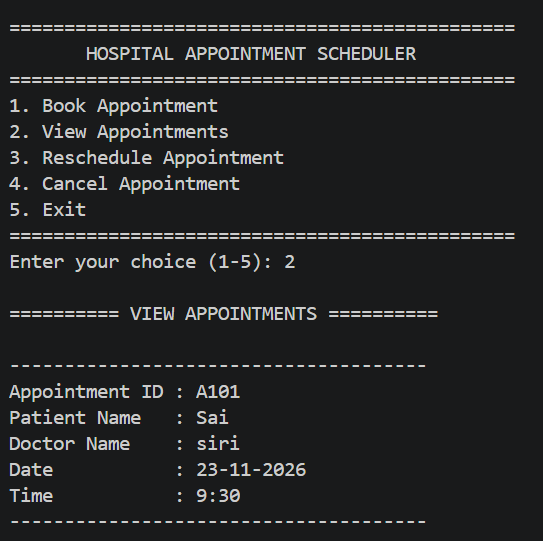 ==============================================
       HOSPITAL APPOINTMENT SCHEDULER
==============================================
1. Book Appointment
2. View Appointments
3. Reschedule Appointment
4. Cancel Appointment
5. Exit
==============================================
Enter your choice (1-5): 2

========== VIEW APPOINTMENTS ==========

--------------------------------------
Appointment ID : A101
Patient Name   : Sai
Doctor Name    : siri
Date           : 23-11-2026
Time           : 9:30
--------------------------------------